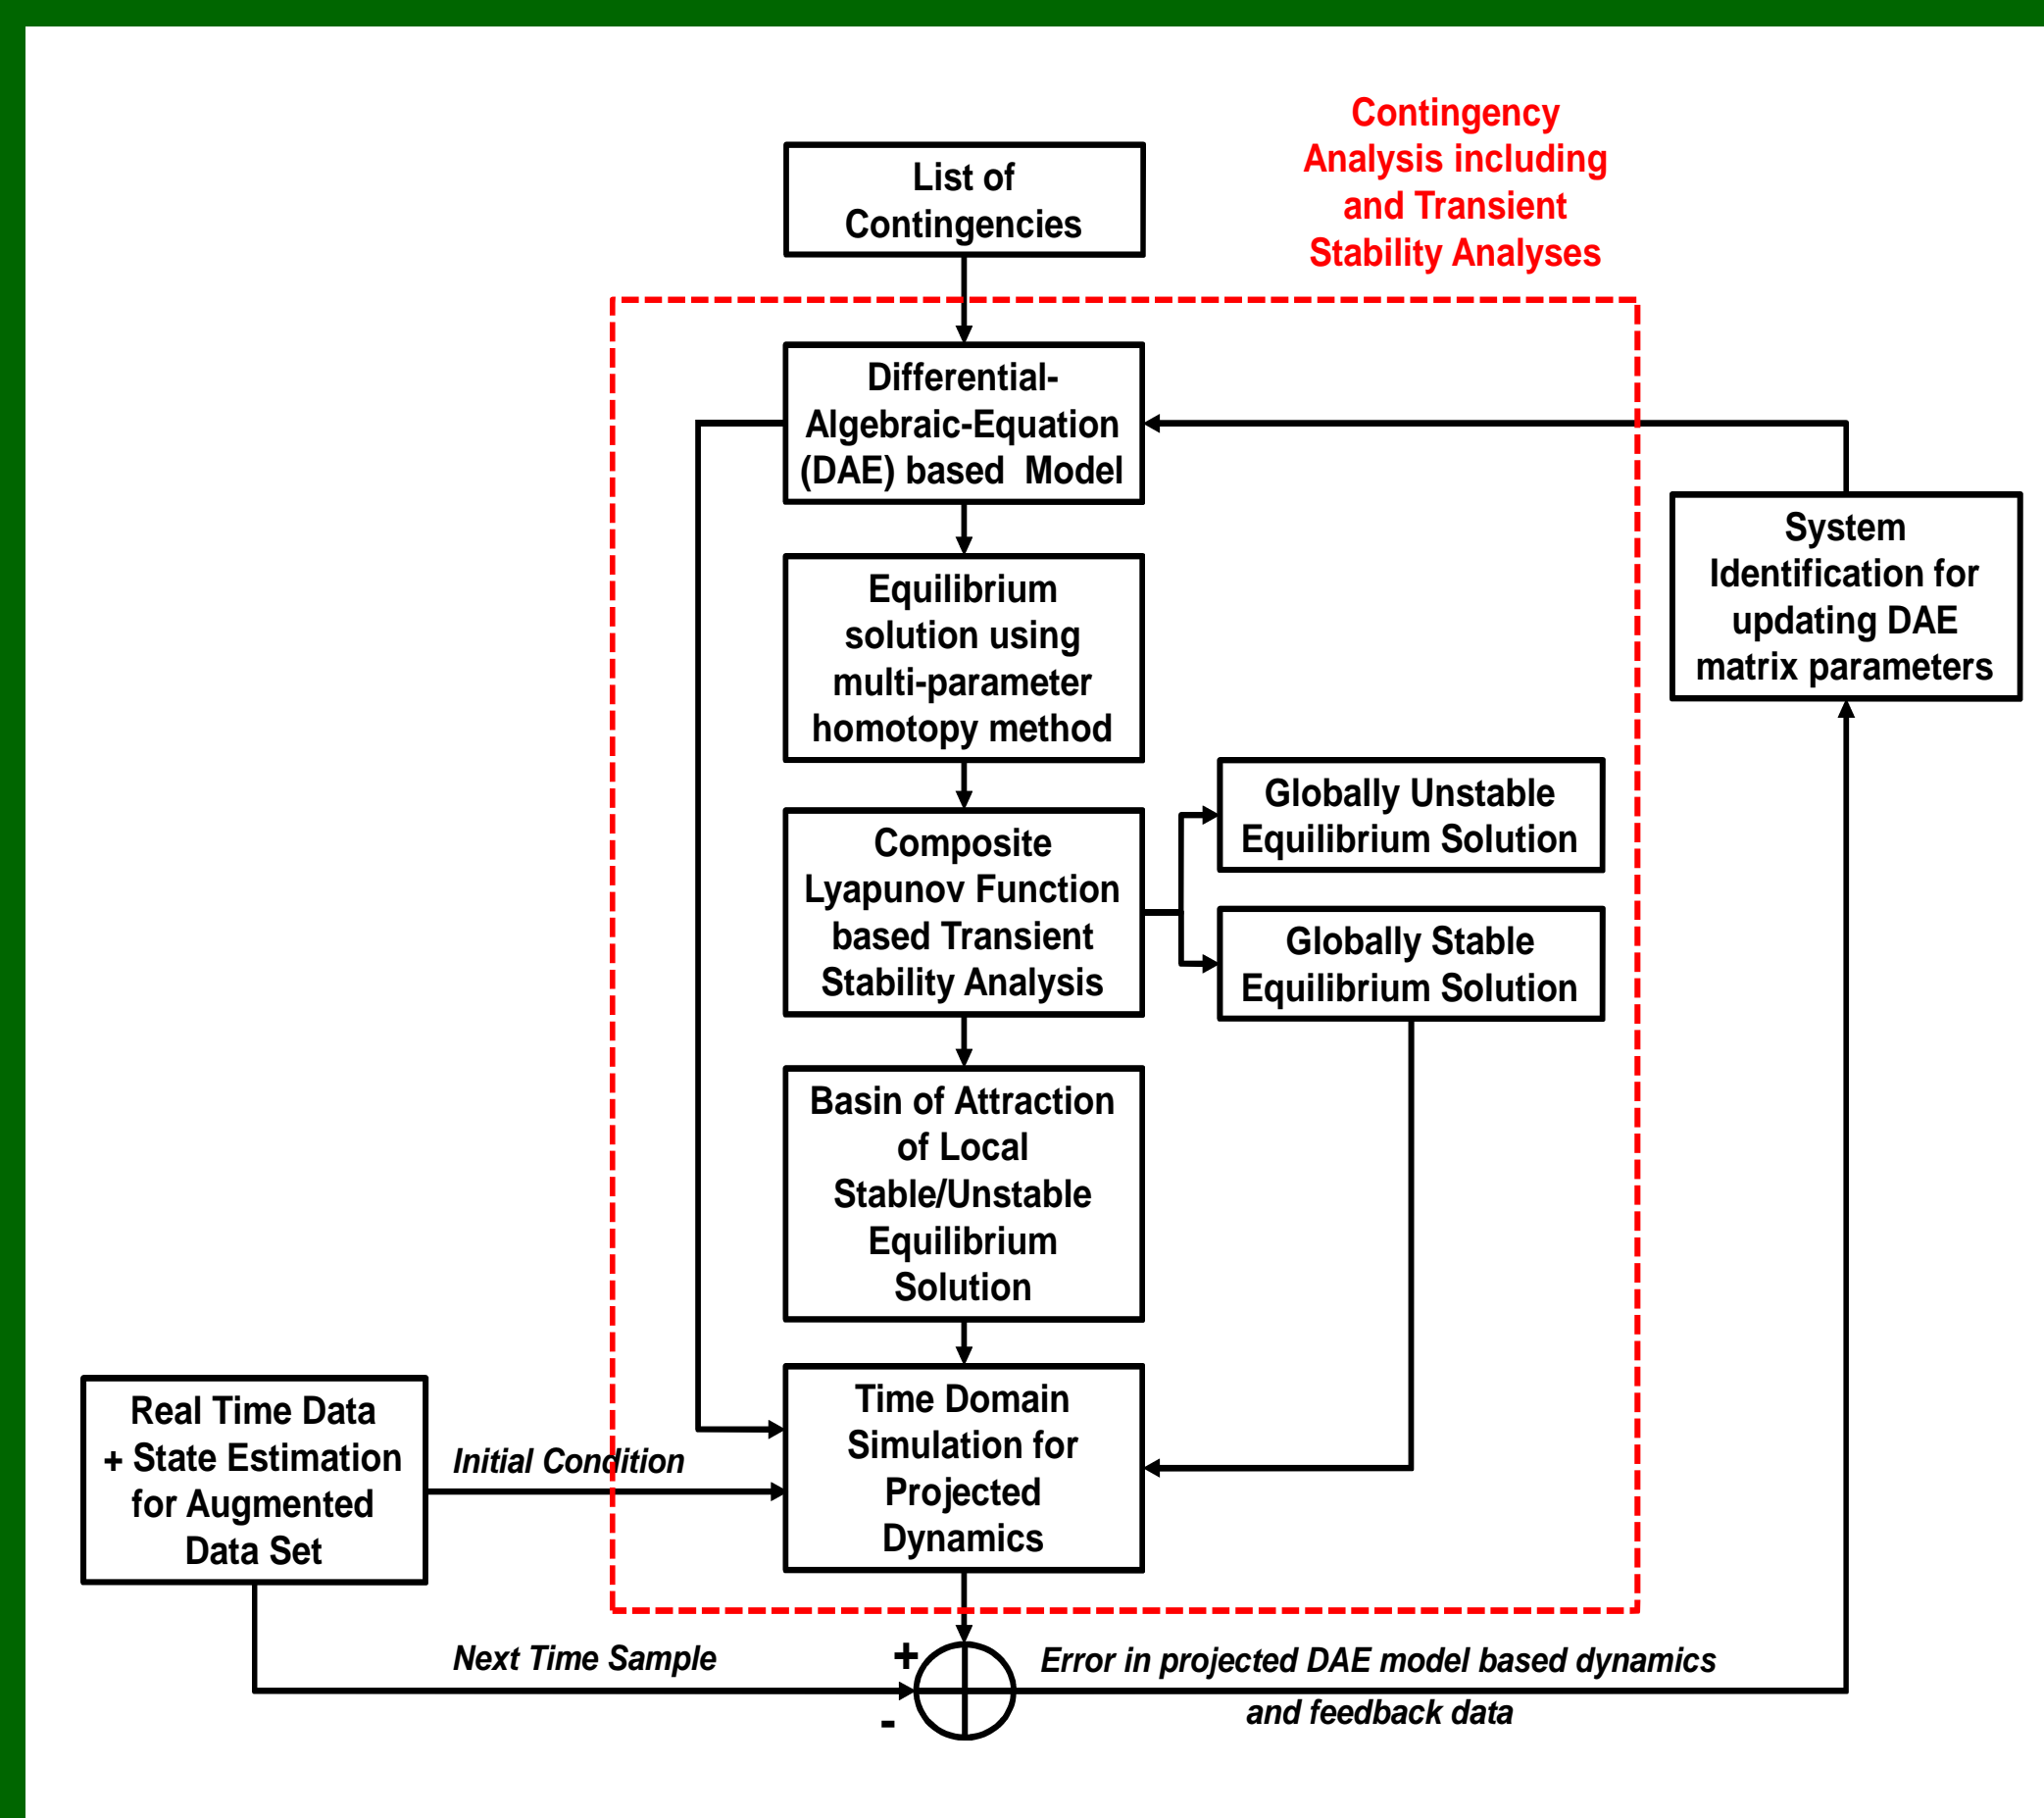 Contingency
Analysis including
and Transient
Stability Analyses
List of
Contingencies
Differential-
Algebraic-Equation
(DAE) based  Model
System
Identification for
updating DAE
matrix parameters
Equilibrium
solution using
multi-parameter
homotopy method
Globally Unstable
Equilibrium Solution
Composite
Lyapunov Function
based Transient
Stability Analysis
Globally Stable
Equilibrium Solution
Basin of Attraction
of Local
Stable/Unstable
Equilibrium
Solution
Real Time Data
+ State Estimation
for Augmented
Data Set
Initial Condition
Time Domain
Simulation for
Projected
Dynamics
Next Time Sample
+
-
Error in projected DAE model based dynamics
and feedback data